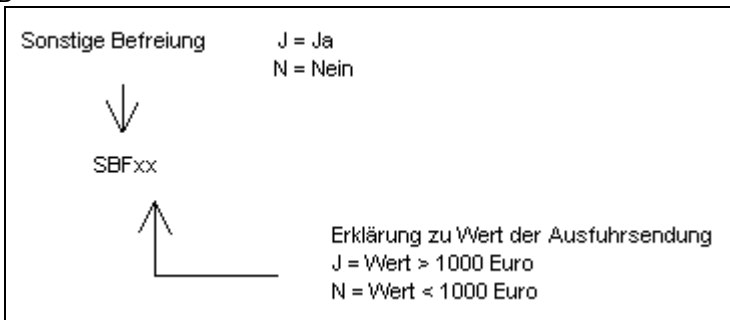 Sonstige Befreiung J = Ja
N = Nein
SBFxx
Erklärung zu Wert der Ausfuhrsendung
J = Wert > 1000 Euro
N = Wert < 1000 Euro